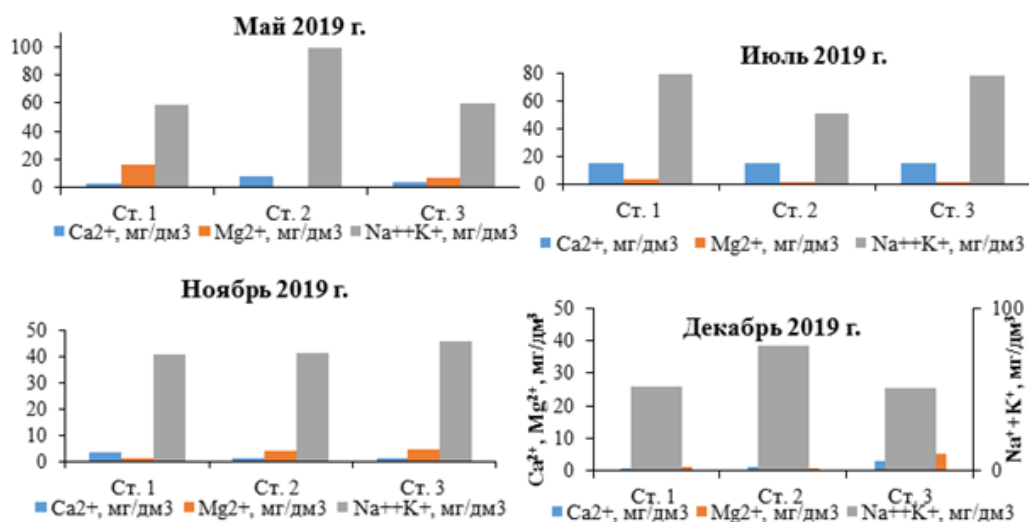 Май 2019 г.
100
80
60
40
20
0
Ст. 1 Ст. 2 Ст. 3
Ca2+, мг/дм3 Mg2+, мг/дм3 Na++K+, мг/дм3
Июль 2019 г.
80
60
40
20
0
Ст. 1 Ст. 2 Ст. 3
Ca2+, мг/дм3 Mg2+, мг/дм3 Na++K+, мг/дм3
Ноябрь 2019 г.
50
40
30
20
10
0
Ст. 1 Ст. 2 Ст. 3
Ca2+, мг/дм3 Mg2+, мг/дм3 Na++K+, мг/дм3
Декабрь 2019 г.
Ca²⁺, Mg²⁺, мг/дм³
50
40
30
20
10
0
100
0
Na⁺+K⁺, мг/дм³
Ст. 1 Ст. 2 Ст. 3
Ca2+, мг/дм3 Mg2+, мг/дм3 Na++K+, мг/дм3